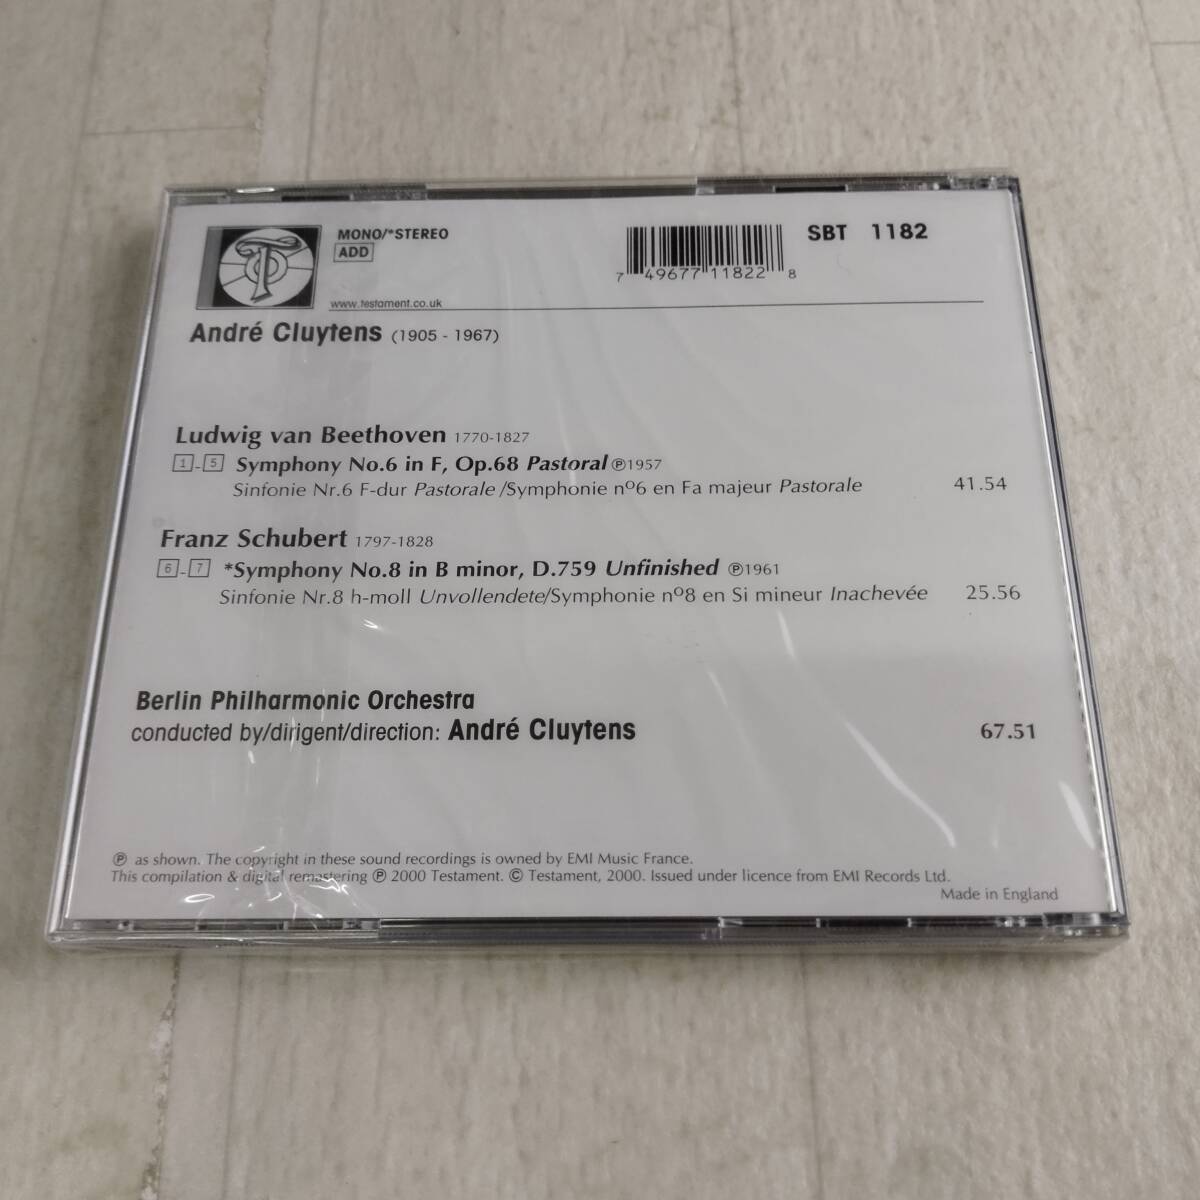 MONO/*STEREO
ADD
www.testament.co.uk
7 49677 11822 8
SBT 1182
André Cluytens (1905 - 1967)
Ludwig van Beethoven 1770-1827
1 - 5 Symphony No.6 in F, Op.68 Pastoral ℗1957
Sinfonie Nr.6 F-dur Pastorale/Symphonie nº6 en Fa majeur Pastorale 41.54
Franz Schubert 1797-1828
6 - 7 *Symphony No.8 in B minor, D.759 Unfinished ℗1961
Sinfonie Nr.8 h-moll Unvollendete/Symphonie nº8 en Si mineur Inachevée 25.56
Berlin Philharmonic Orchestra
conducted by/dirigent/direction: André Cluytens 67.51
℗ as shown. The copyright in these sound recordings is owned by EMI Music France.
This compilation & digital remastering ℗ 2000 Testament. © Testament, 2000. Issued under licence from EMI Records Ltd.
Made in England